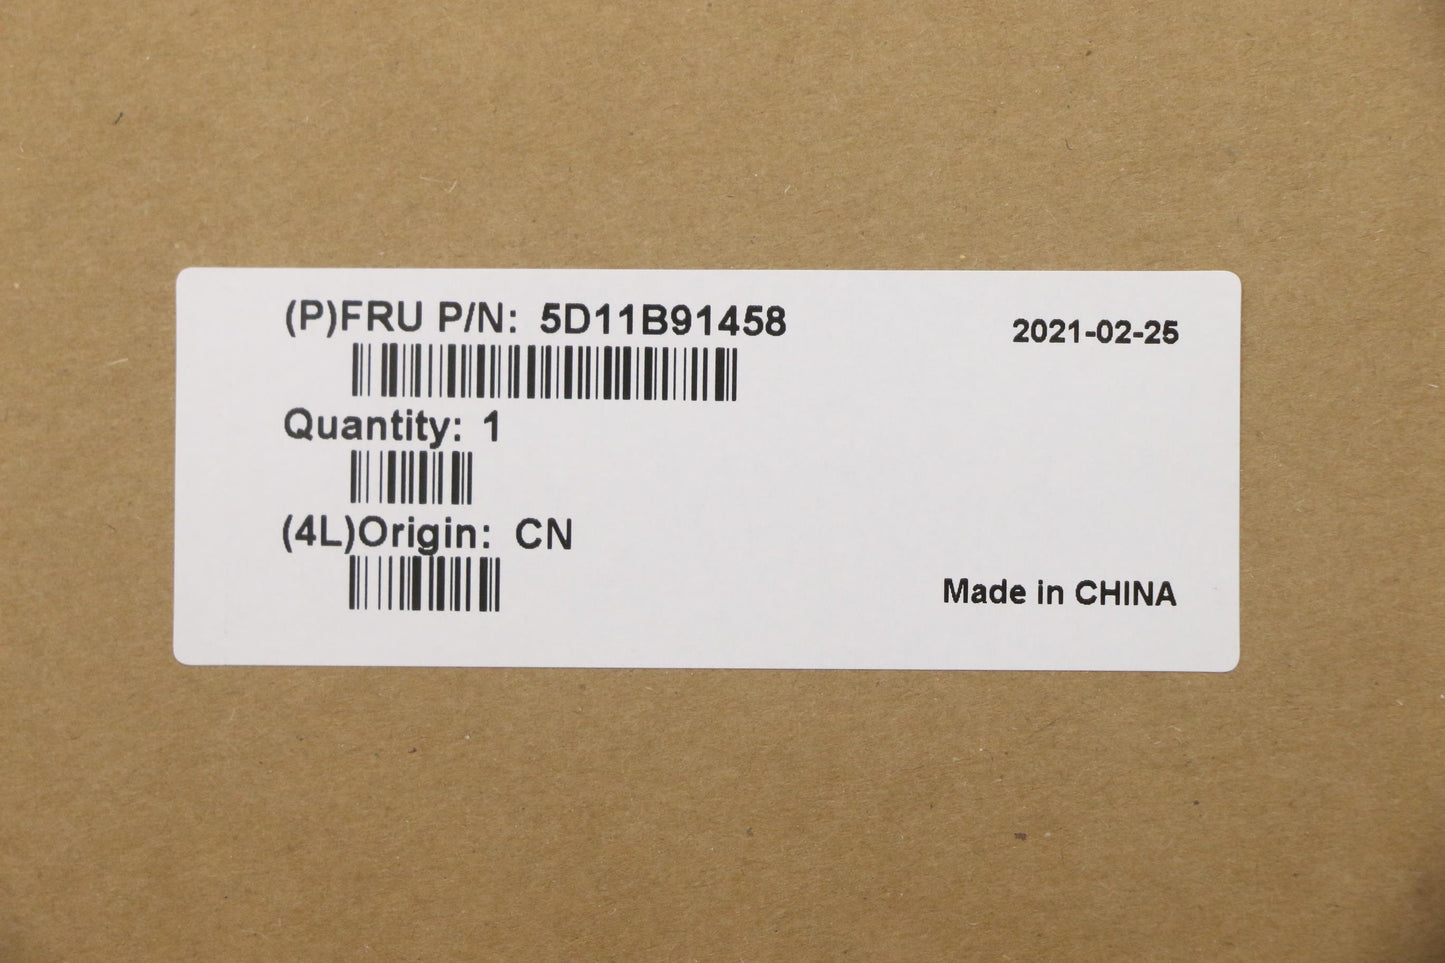 (P)FRU P/N: 5D11B91458
2021-02-25
Quantity: 1
(4L)Origin: CN
Made in CHINA